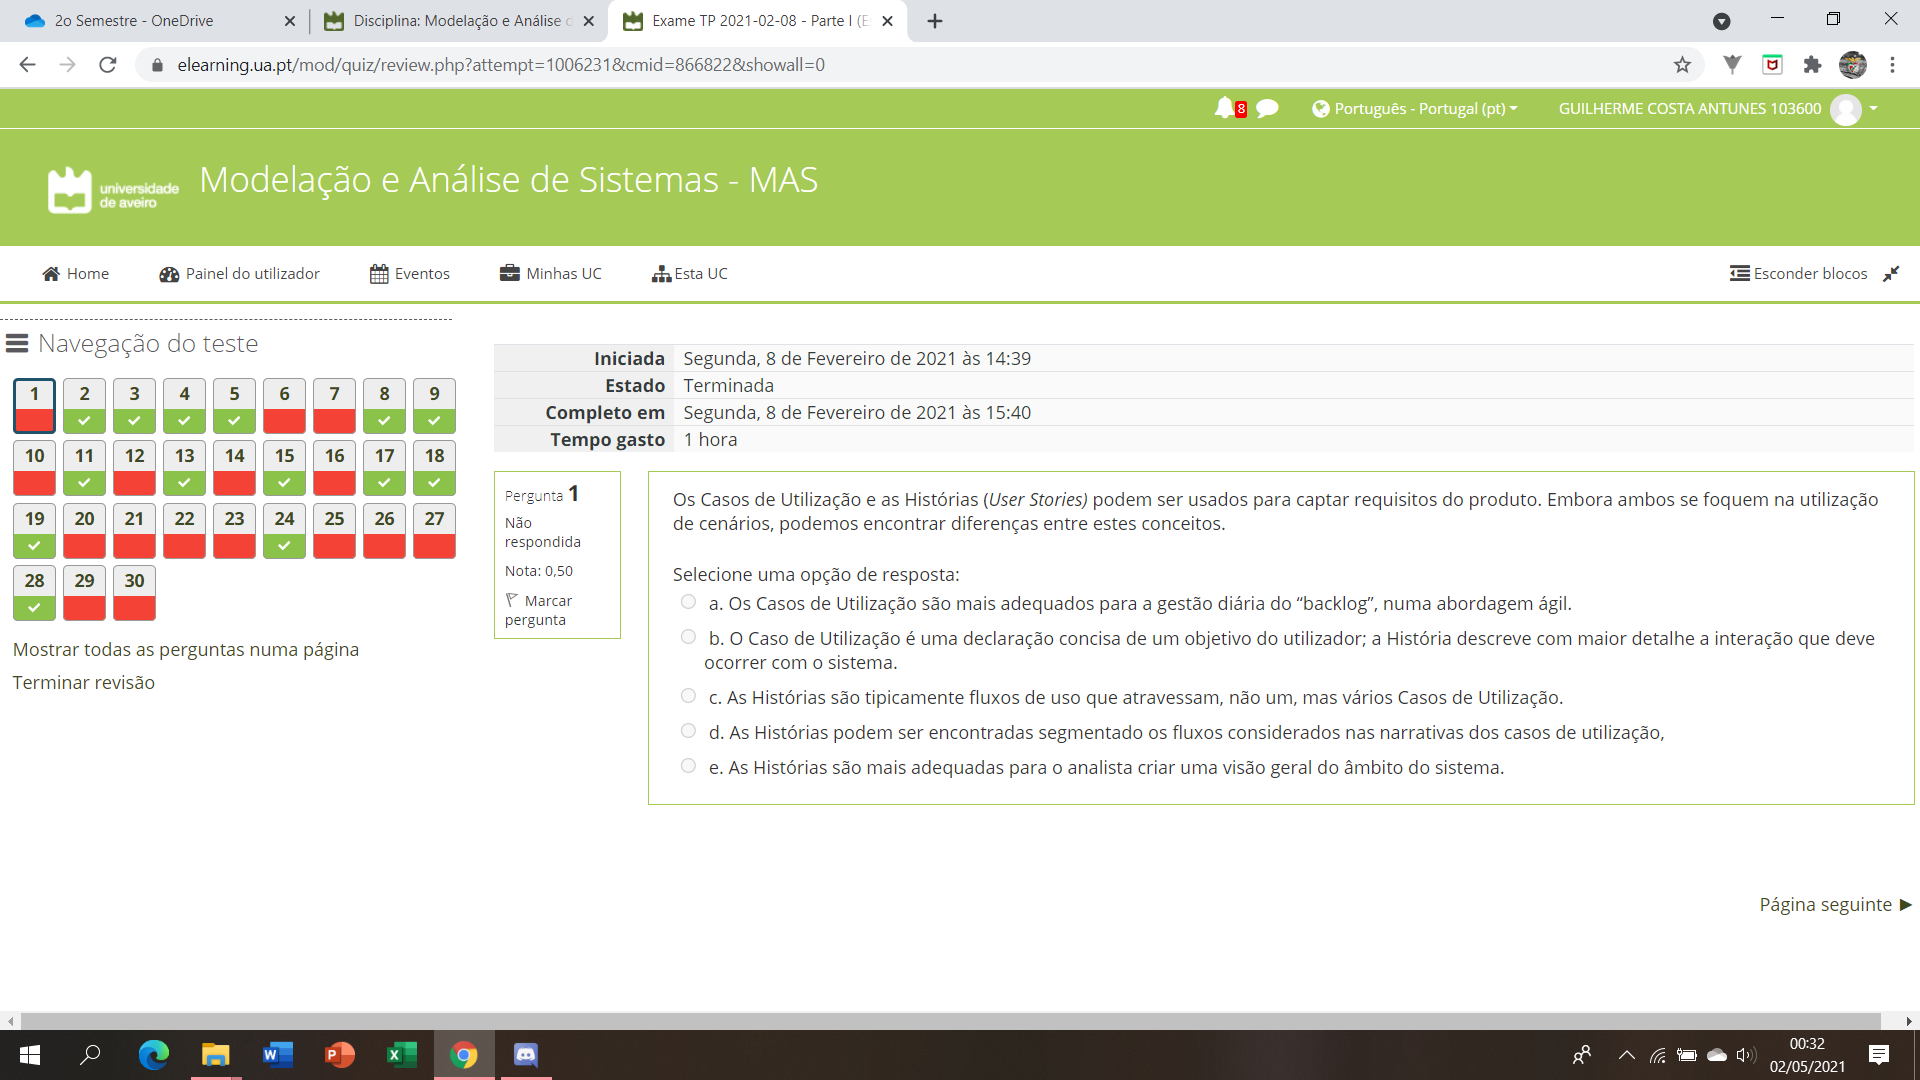 2o Semestre - OneDrive
Disciplina: Modelação e Análise d
Exame TP 2021-02-08 - Parte I (E
elearning.ua.pt/mod/quiz/review.php?attempt=1006231&cmid=866822&showall=0
8
Português - Portugal (pt)
GUILHERME COSTA ANTUNES 103600
universidade
de aveiro
Modelação e Análise de Sistemas - MAS
Home
Painel do utilizador
Eventos
Minhas UC
Esta UC
Esconder blocos
Navegação do teste
1 2 3 4 5 6 7 8 9
10 11 12 13 14 15 16 17 18
19 20 21 22 23 24 25 26 27
28 29 30
Mostrar todas as perguntas numa página
Terminar revisão
Iniciada Segunda, 8 de Fevereiro de 2021 às 14:39
Estado Terminada
Completo em Segunda, 8 de Fevereiro de 2021 às 15:40
Tempo gasto 1 hora
Pergunta 1
Não
respondida
Nota: 0,50
Marcar
pergunta
Os Casos de Utilização e as Histórias (User Stories) podem ser usados para captar requisitos do produto. Embora ambos se foquem na utilização
de cenários, podemos encontrar diferenças entre estes conceitos.
Selecione uma opção de resposta:
a. Os Casos de Utilização são mais adequados para a gestão diária do “backlog”, numa abordagem ágil.
b. O Caso de Utilização é uma declaração concisa de um objetivo do utilizador; a História descreve com maior detalhe a interação que deve
ocorrer com o sistema.
c. As Histórias são tipicamente fluxos de uso que atravessam, não um, mas vários Casos de Utilização.
d. As Histórias podem ser encontradas segmentado os fluxos considerados nas narrativas dos casos de utilização,
e. As Histórias são mais adequadas para o analista criar uma visão geral do âmbito do sistema.
Página seguinte
00:32
02/05/2021